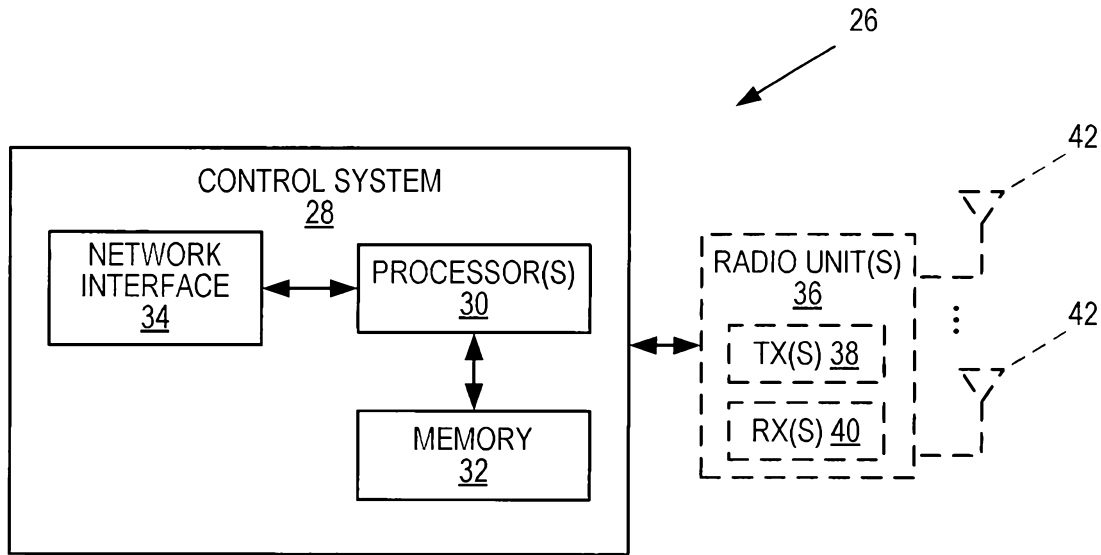 26
42
CONTROL SYSTEM
28
NETWORK
INTERFACE
34
PROCESSOR(S)
30
MEMORY
32
RADIO UNIT(S)
36
TX(S) 38
RX(S) 40
42